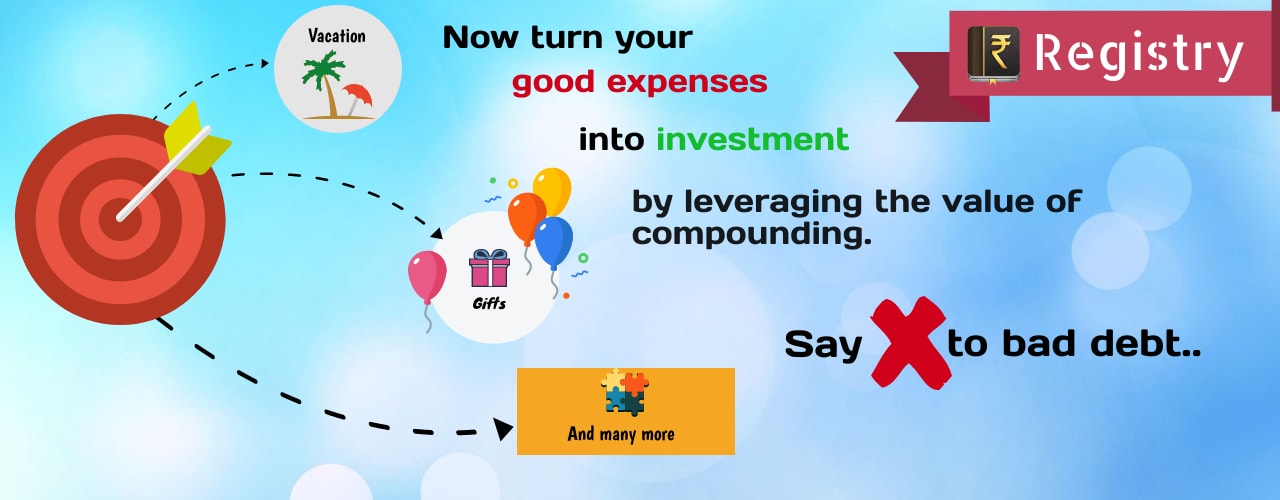 Vacation
Now turn your
good expenses
into investment
by leveraging the value of
compounding.
₹ Registry
Gifts
Say X to bad debt..
And many more